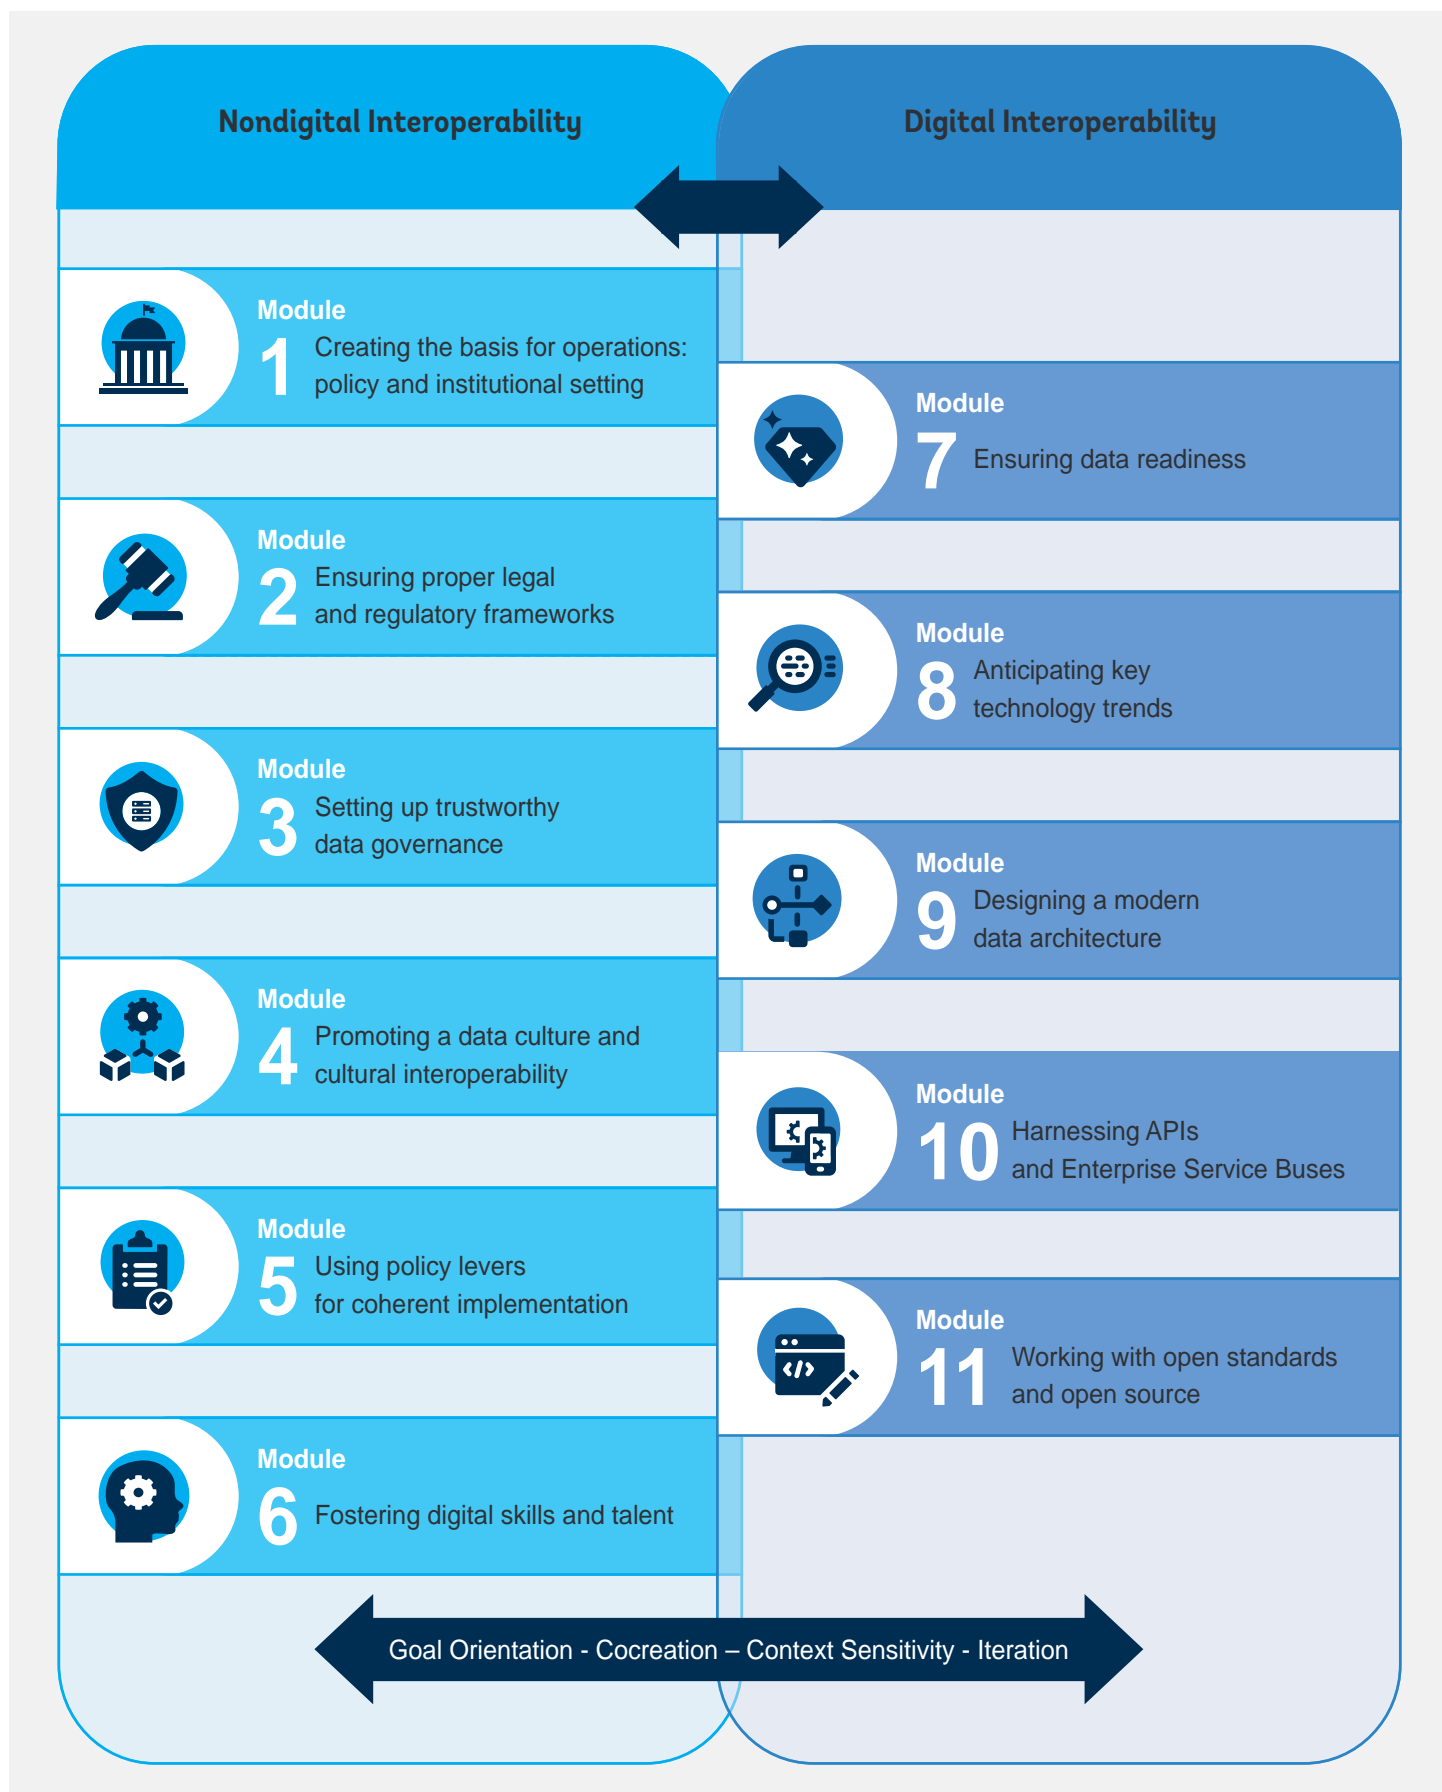 Nondigital Interoperability
Module
1
Creating the basis for operations:
policy and institutional setting
Module
2
Ensuring proper legal
and regulatory frameworks
Module
3
Setting up trustworthy
data governance
Module
4
Promoting a data culture and
cultural interoperability
Module
5
Using policy levers
for coherent implementation
Module
6
Fostering digital skills and talent
Digital Interoperability
Module
7
Ensuring data readiness
Module
8
Anticipating key
technology trends
Module
9
Designing a modern
data architecture
Module
10
Harnessing APIs
and Enterprise Service Buses
Module
11
Working with open standards
and open source
Goal Orientation - Cocreation – Context Sensitivity - Iteration